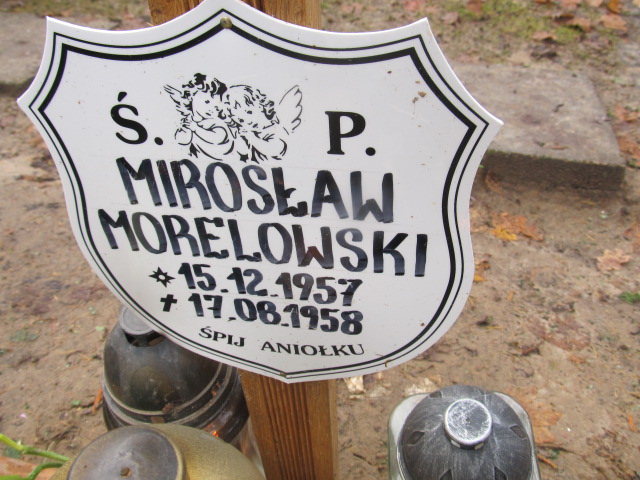 Ś. P.
MIROSŁAW
MORELOWSKI
15.12.1957
✝ 17.08.1958
ŚPIJ ANIOŁKU